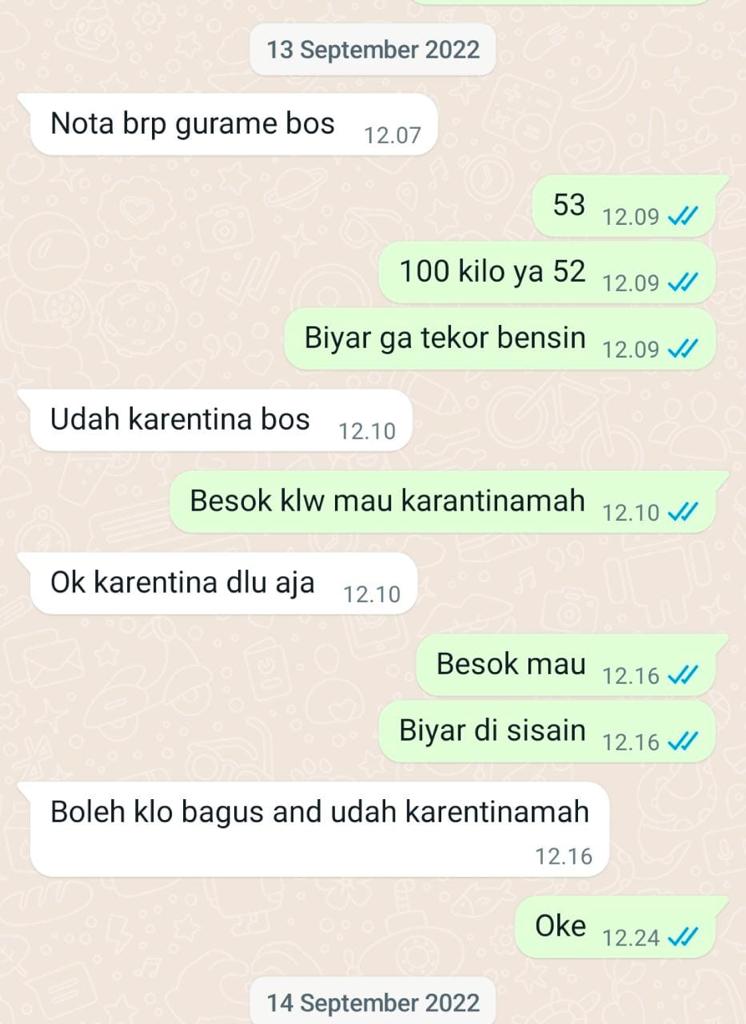 13 September 2022
Nota brp gurame bos 12.07
53 12.09
100 kilo ya 52 12.09
Biyar ga tekor bensin 12.09
Udah karentina bos 12.10
Besok klw mau karantinamah 12.10
Ok karentina dlu aja 12.10
Besok mau 12.16
Biyar di sisain 12.16
Boleh klo bagus and udah karentinamah
12.16
Oke 12.24
14 September 2022